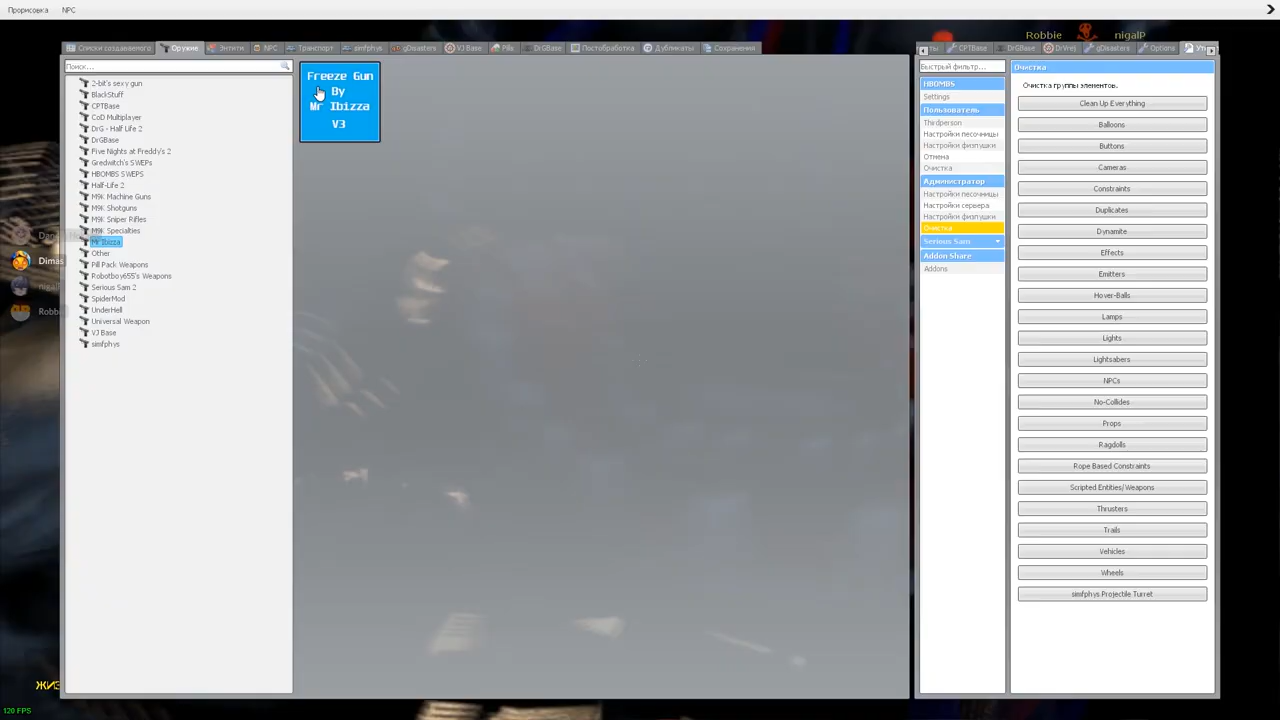 Прорисовка NPC
Robbie nigalP
Списки создаваемого Оружие Энтити NPC Транспорт simfphys gDisasters VJ Base Pills DrGBase Постобработка Дубликаты Сохранения
CPTBase DrGBase DrVrej gDisasters Options
Поиск...
2-bit's sexy gun
BlackStuff
CPTBase
CoD Multiplayer
DrG - Half Life 2
DrGBase
Five Nights at Freddy's 2
Gredwitch's SWEPs
HBOMBS SWEPS
Half-Life 2
M9K Machine Guns
M9K Shotguns
M9K Sniper Rifles
M9K Specialties
Mr Ibizza
Other
Pill Pack Weapons
Robotboy655's Weapons
Serious Sam 2
SpiderMod
UnderHell
Universal Weapon
VJ Base
simfphys
Dan
Dimas
nigal
Robb
Freeze Gun
By
Mr Ibizza
V3
Быстрый фильтр...
HBOMBS
Settings
Пользователь
Thirdperson
Настройки песочницы
Настройки физпушки
Отмена
Очистка
Администратор
Настройки песочницы
Настройки сервера
Настройки физпушки
Очистка
Serious Sam
Addon Share
Addons
Очистка
Очистка группы элементов.
Clean Up Everything
Balloons
Buttons
Cameras
Constraints
Duplicates
Dynamite
Effects
Emitters
Hover-Balls
Lamps
Lights
Lightsabers
NPCs
No-Collides
Props
Ragdolls
Rope Based Constraints
Scripted Entities/Weapons
Thrusters
Trails
Vehicles
Wheels
simfphys Projectile Turret
ЖИЗ
120 FPS